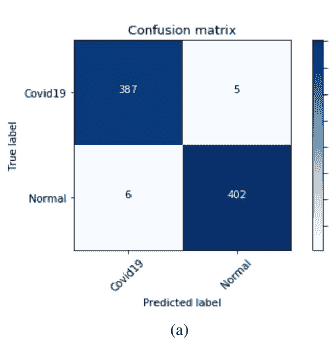 Confusion matrix
Covid19
387
5
Normal
6
402
True label
Covid19
Normal
Predicted label
(a)